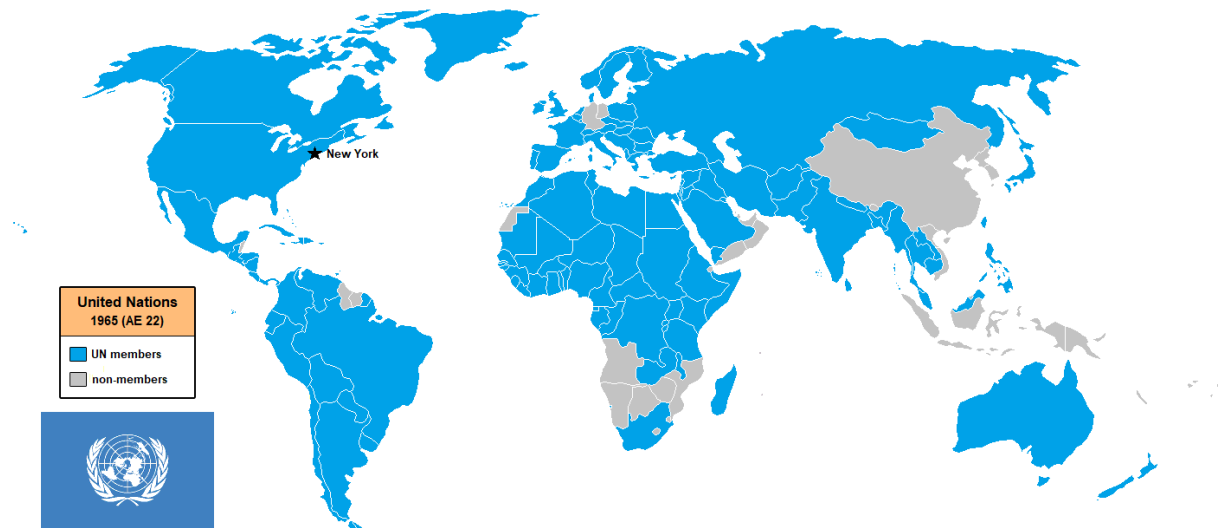 New York
United Nations
1965 (AE 22)
UN members
non-members